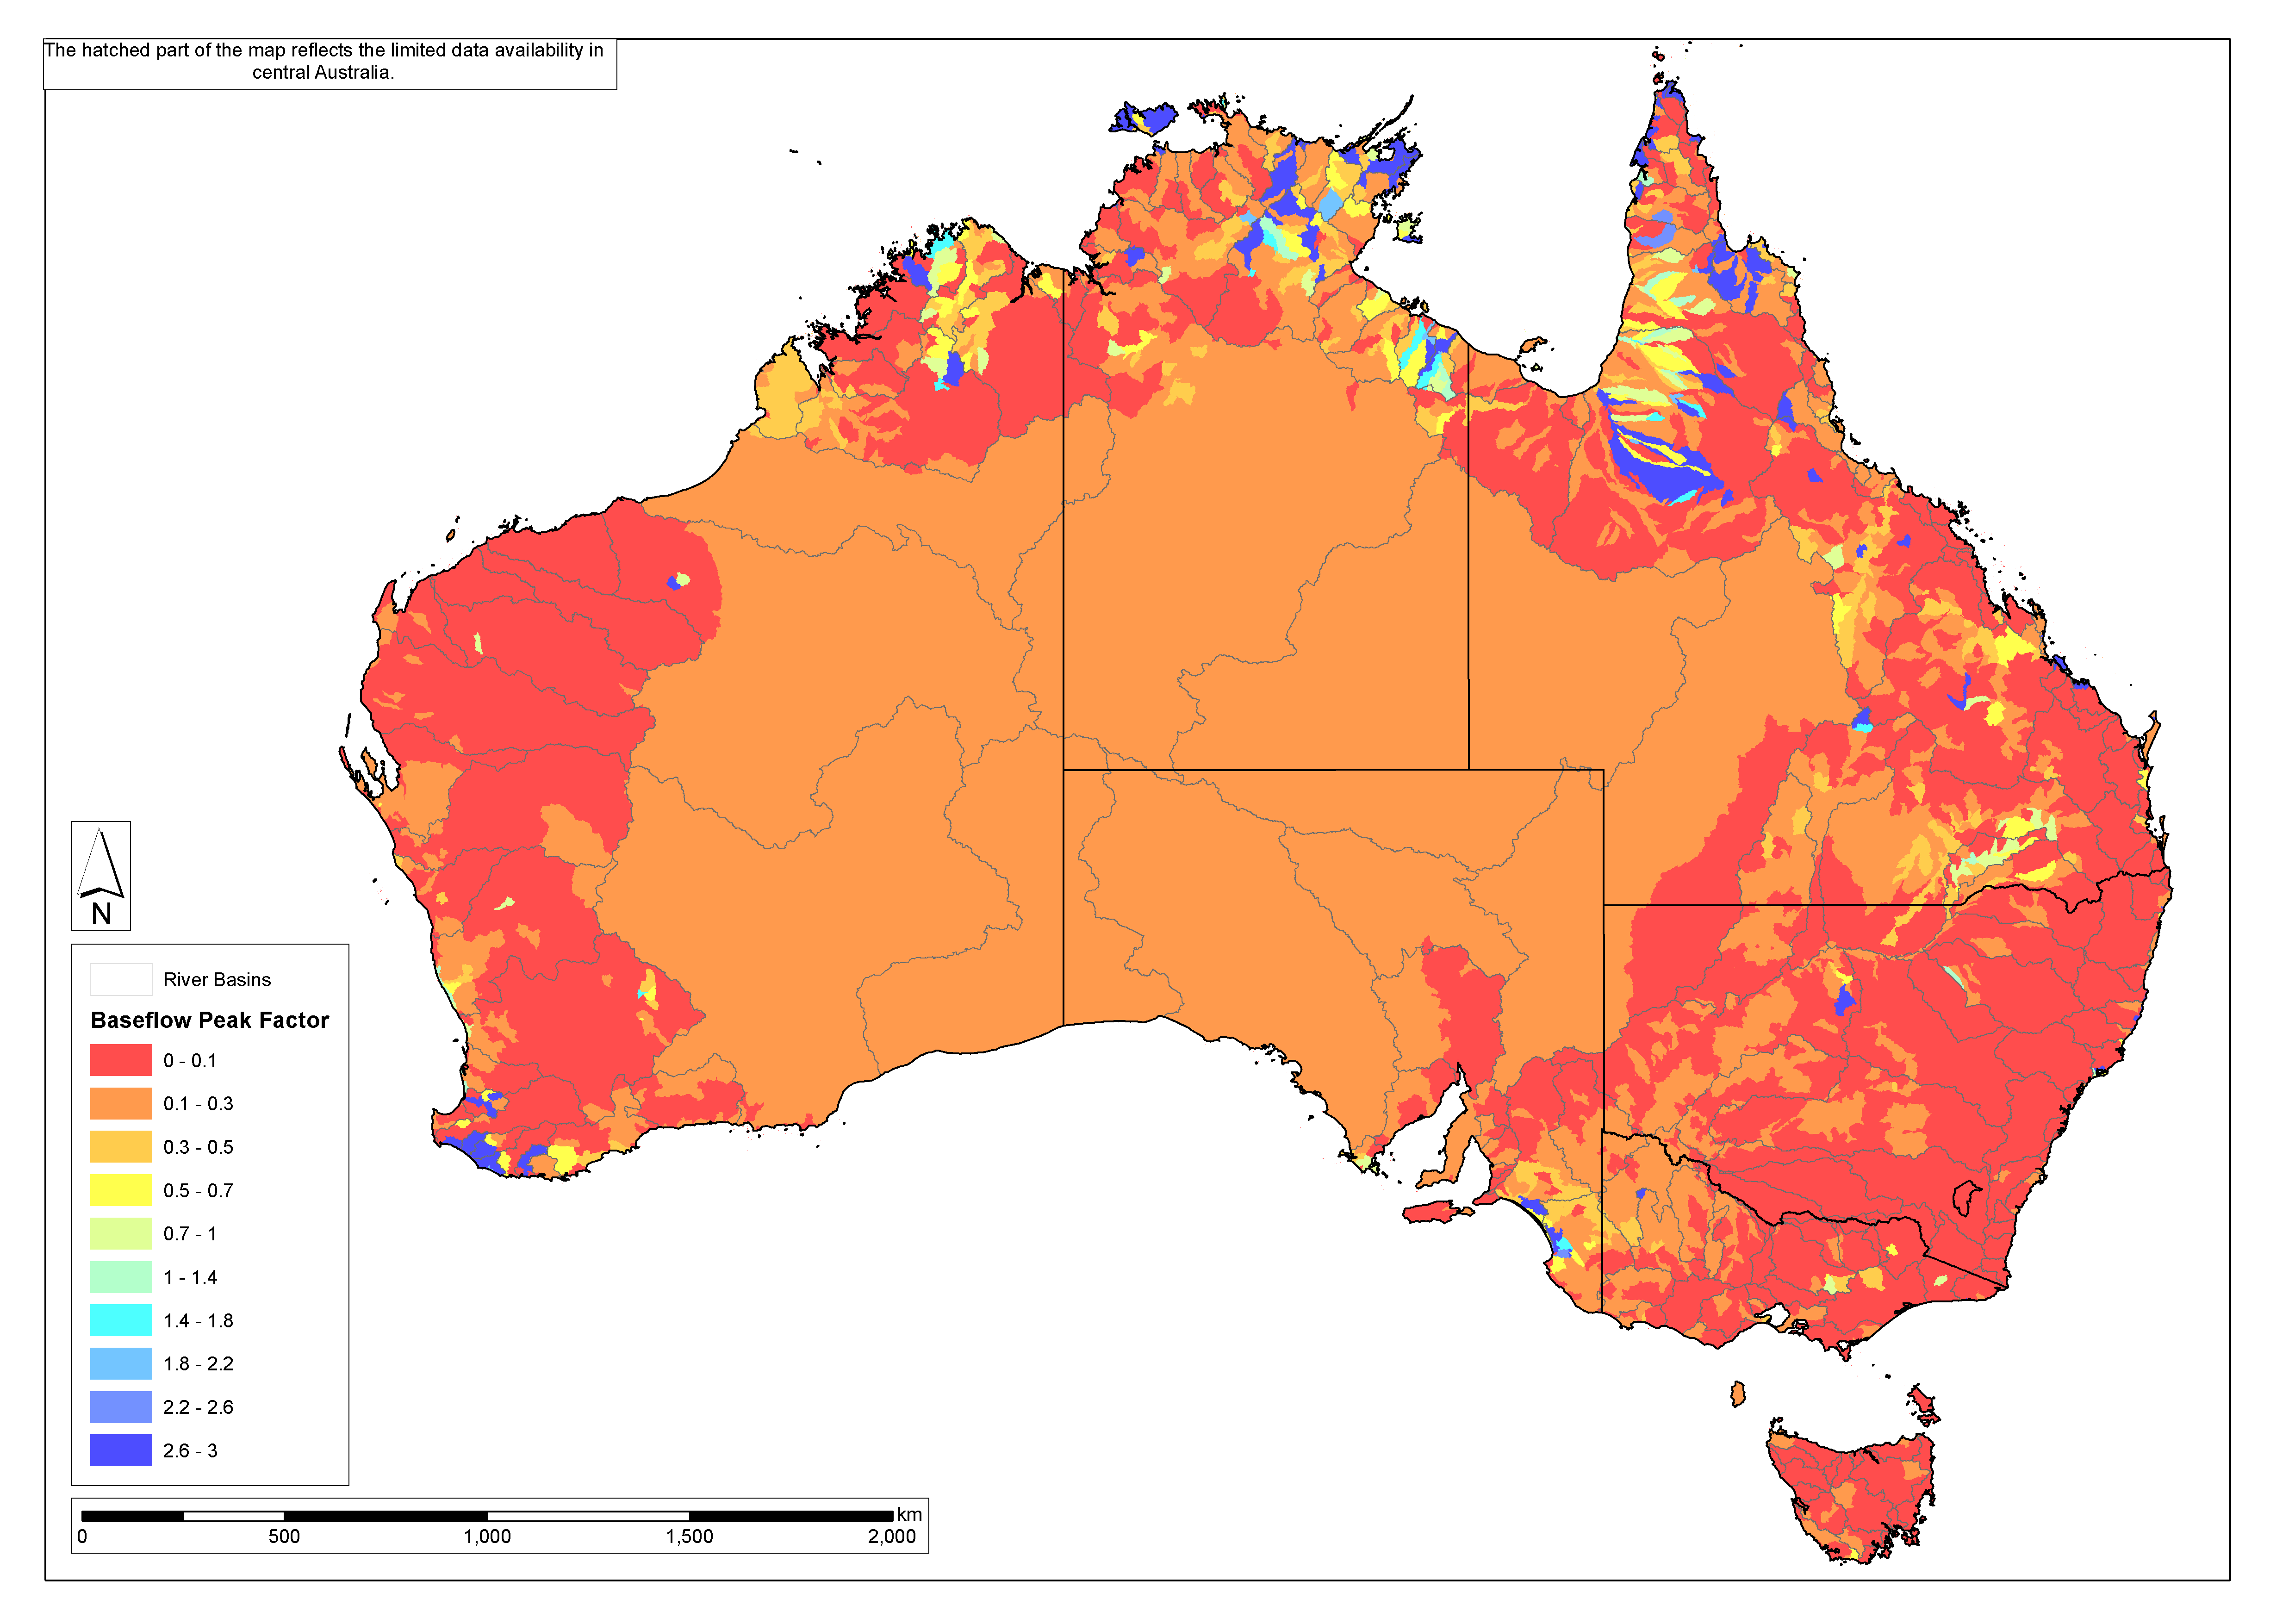 The hatched part of the map reflects the limited data availability in
central Australia.
N
River Basins
Baseflow Peak Factor
0 - 0.1
0.1 - 0.3
0.3 - 0.5
0.5 - 0.7
0.7 - 1
1 - 1.4
1.4 - 1.8
1.8 - 2.2
2.2 - 2.6
2.6 - 3
km
0 500 1,000 1,500 2,000